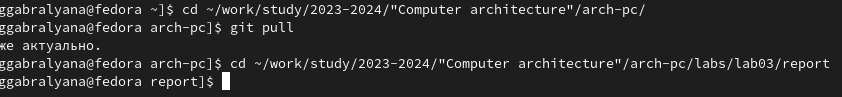 ggabralyana@fedora ~]$ cd ~/work/study/2023-2024/"Computer architecture"/arch-pc/
ggabralyana@fedora arch-pc]$ git pull
же актуально.
ggabralyana@fedora arch-pc]$ cd ~/work/study/2023-2024/"Computer architecture"/arch-pc/labs/lab03/report
ggabralyana@fedora report]$